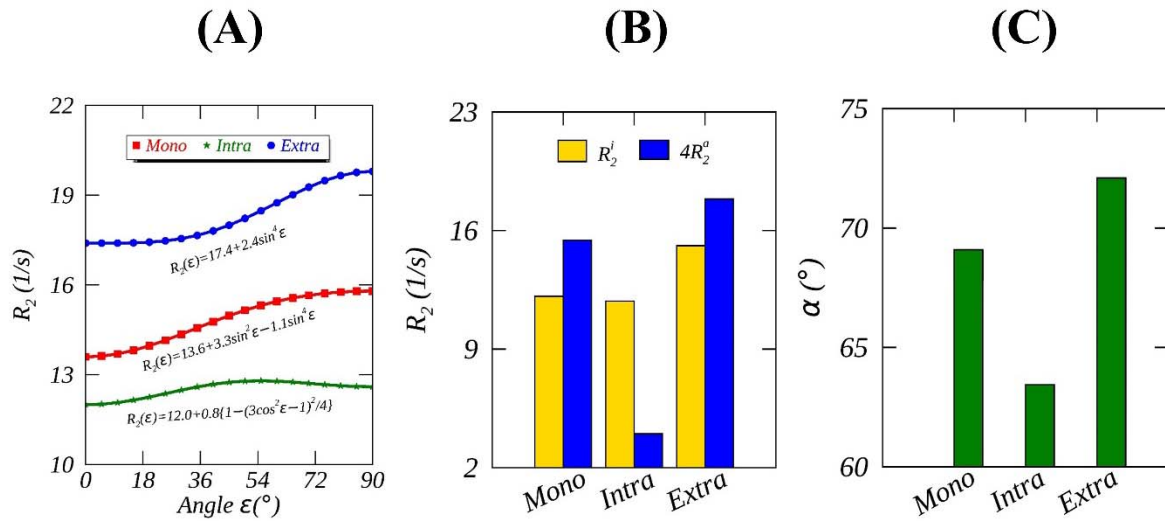 (A)
(B)
(C)
R₂ (1/s)
22
19
16
13
10
Mono Intra Extra
R₂(ε)=17.4+2.4sin⁴ε
R₂(ε)=13.6+3.3sin²ε−1.1sin⁴ε
R₂(ε)=12.0+0.8{1−(3cos²ε−1)²/4}
0 18 36 54 72 90
Angle ε(°)
R₂ (1/s)
23
16
9
2
R₂ⁱ 4R₂ᵃ
Mono Intra Extra
α (°)
75
70
65
60
Mono Intra Extra